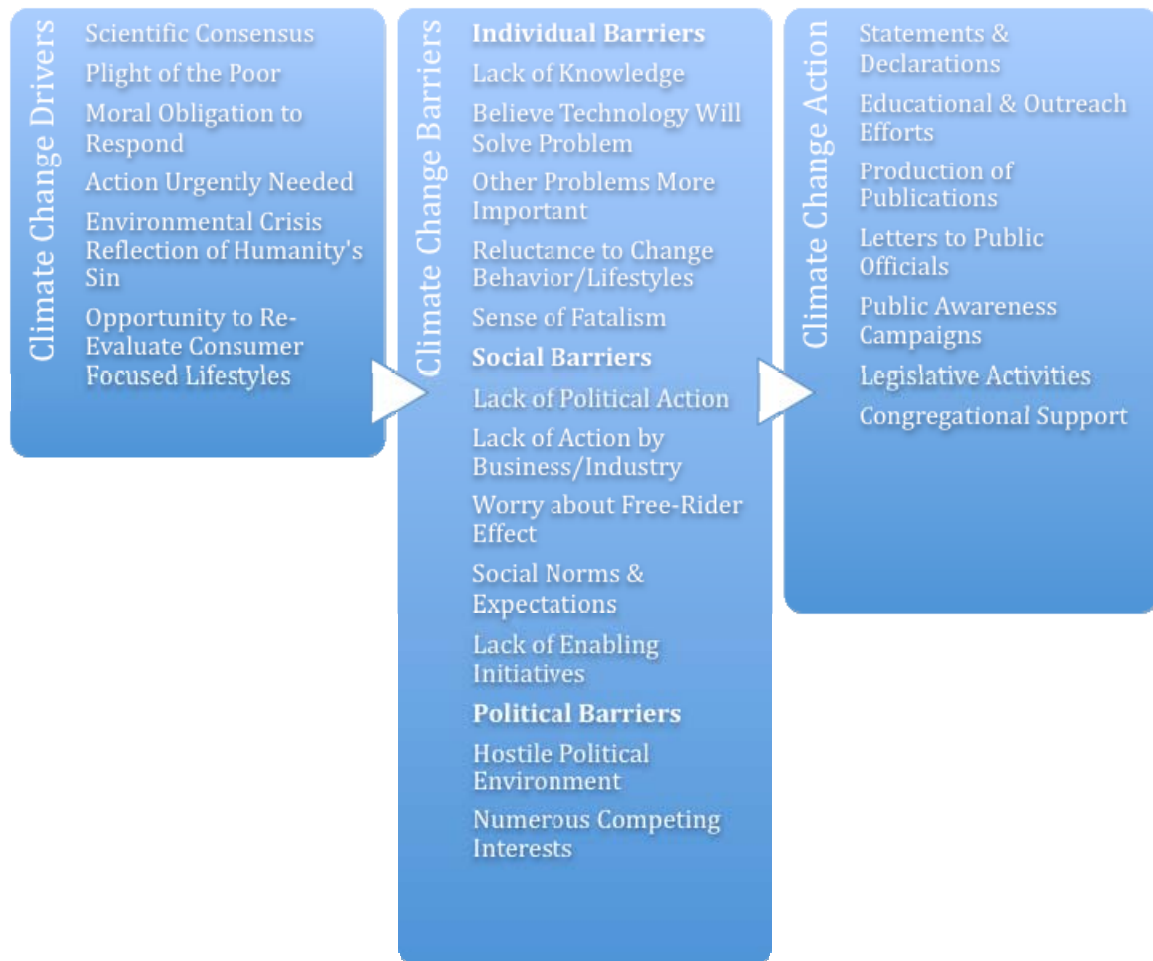 Climate Change Drivers
Scientific Consensus
Plight of the Poor
Moral Obligation to
Respond
Action Urgently Needed
Environmental Crisis
Reflection of Humanity's
Sin
Opportunity to Re-
Evaluate Consumer
Focused Lifestyles
Climate Change Barriers
Individual Barriers
Lack of Knowledge
Believe Technology Will
Solve Problem
Other Problems More
Important
Reluctance to Change
Behavior/Lifestyles
Sense of Fatalism
Social Barriers
Lack of Political Action
Lack of Action by
Business/Industry
Worry about Free-Rider
Effect
Social Norms &
Expectations
Lack of Enabling
Initiatives
Political Barriers
Hostile Political
Environment
Numerous Competing
Interests
Climate Change Action
Statements &
Declarations
Educational & Outreach
Efforts
Production of
Publications
Letters to Public
Officials
Public Awareness
Campaigns
Legislative Activities
Congregational Support